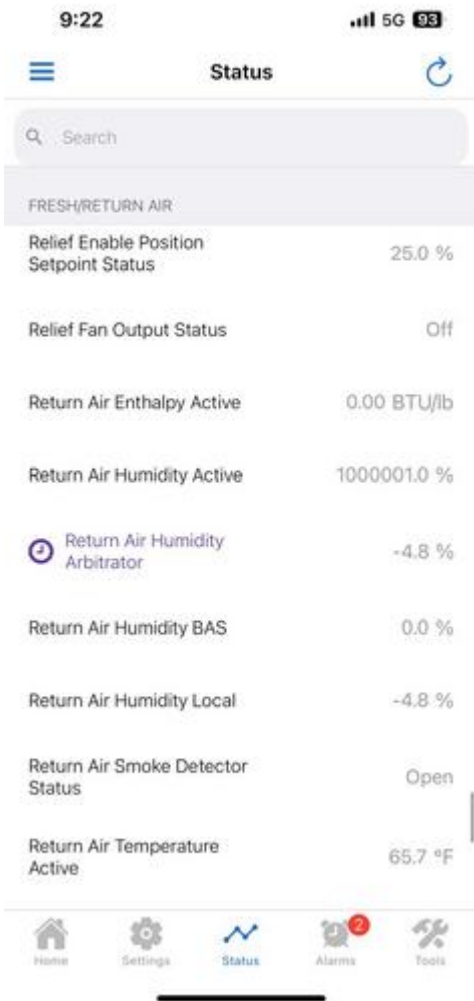 9:22
5G 93
Status
Search
FRESH/RETURN AIR
Relief Enable Position
Setpoint Status
25.0 %
Relief Fan Output Status
Off
Return Air Enthalpy Active
0.00 BTU/lb
Return Air Humidity Active
1000001.0 %
Return Air Humidity
Arbitrator
-4.8 %
Return Air Humidity BAS
0.0 %
Return Air Humidity Local
-4.8 %
Return Air Smoke Detector
Status
Open
Return Air Temperature
Active
65.7 °F
2
Home
Settings
Status
Alarms
Tools